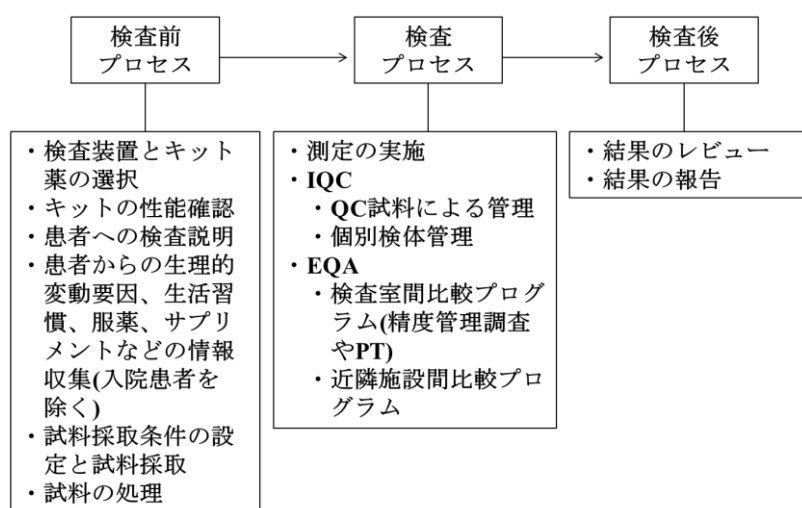 検査前
プロセス
検査
プロセス
検査後
プロセス
・検査装置とキット
薬の選択
・キットの性能確認
・患者への検査説明
・患者からの生理的
変動要因、生活習
慣、服薬、サプリ
メントなどの情報
収集(入院患者を
除く)
・試料採取条件の設
定と試料採取
・試料の処理
・測定の実施
・IQC
・QC試料による管理
・個別検体管理
・EQA
・検査室間比較プログ
ラム(精度管理調査
やPT)
・近隣施設間比較プロ
グラム
・結果のレビュー
・結果の報告